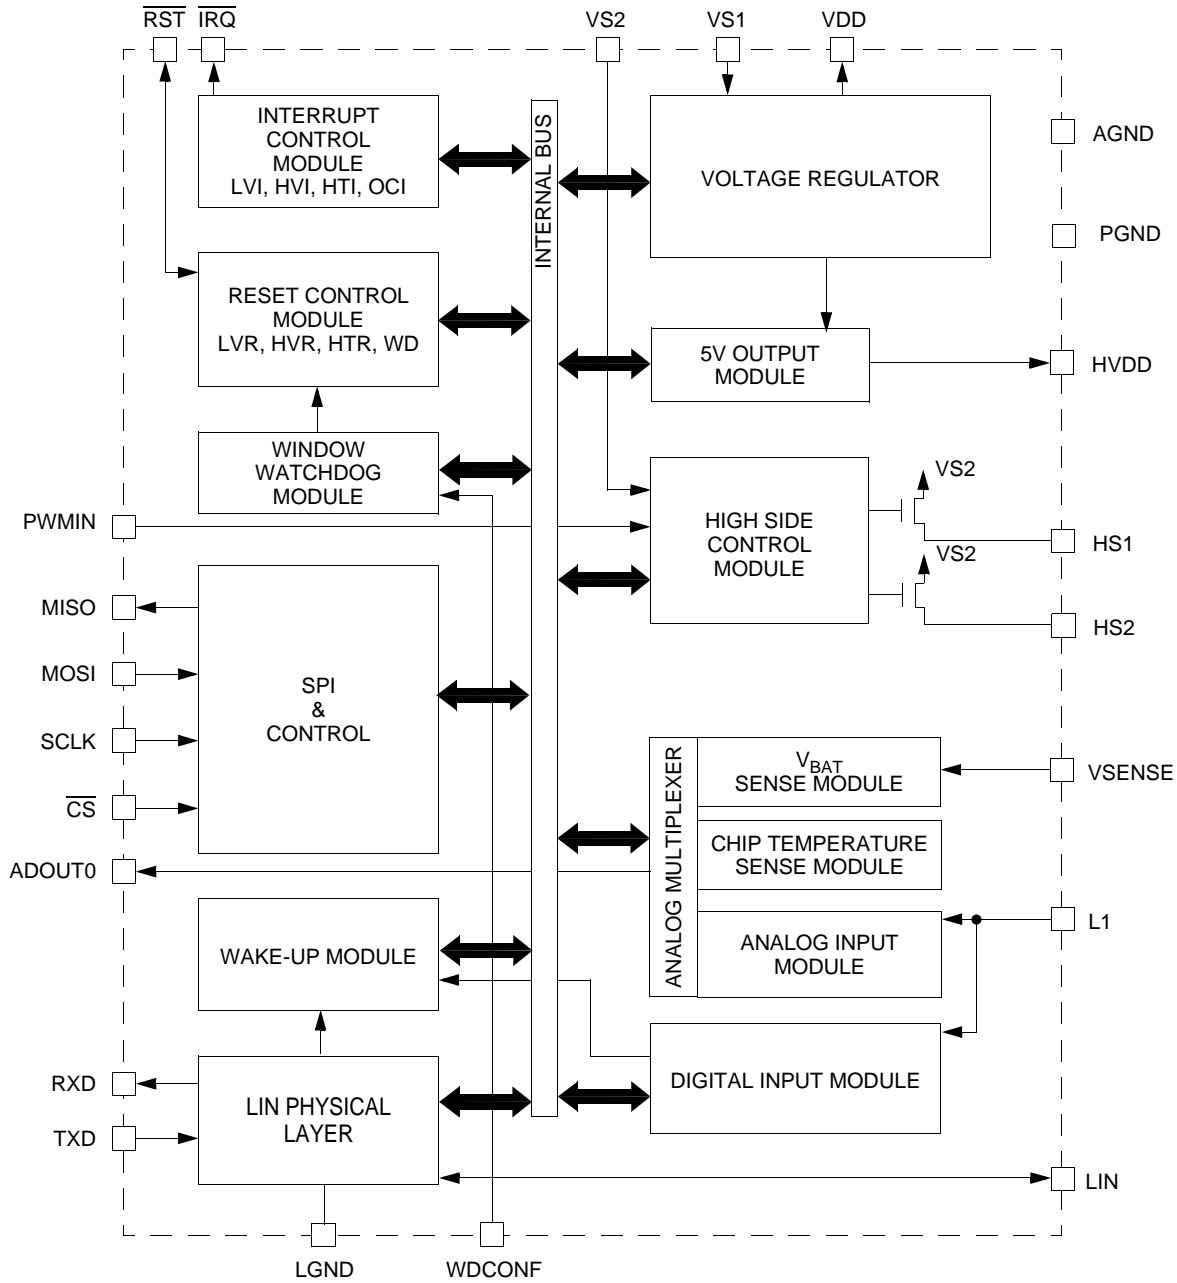 RST IRQ VS2 VS1 VDD
INTERRUPT
CONTROL
MODULE
LVI, HVI, HTI, OCI
INTERNAL BUS
VOLTAGE REGULATOR
AGND
PGND
RESET CONTROL
MODULE
LVR, HVR, HTR, WD
5V OUTPUT
MODULE
HVDD
WINDOW
WATCHDOG
MODULE
PWMIN
HIGH SIDE
CONTROL
MODULE
VS2
HS1
VS2
HS2
MISO
MOSI
SCLK
CS
SPI
&
CONTROL
ADOUT0
ANALOG MULTIPLEXER
VBAT
SENSE MODULE
VSENSE
CHIP TEMPERATURE
SENSE MODULE
ANALOG INPUT
MODULE
L1
WAKE-UP MODULE
DIGITAL INPUT MODULE
RXD
TXD
LIN PHYSICAL
LAYER
LIN
LGND WDCONF